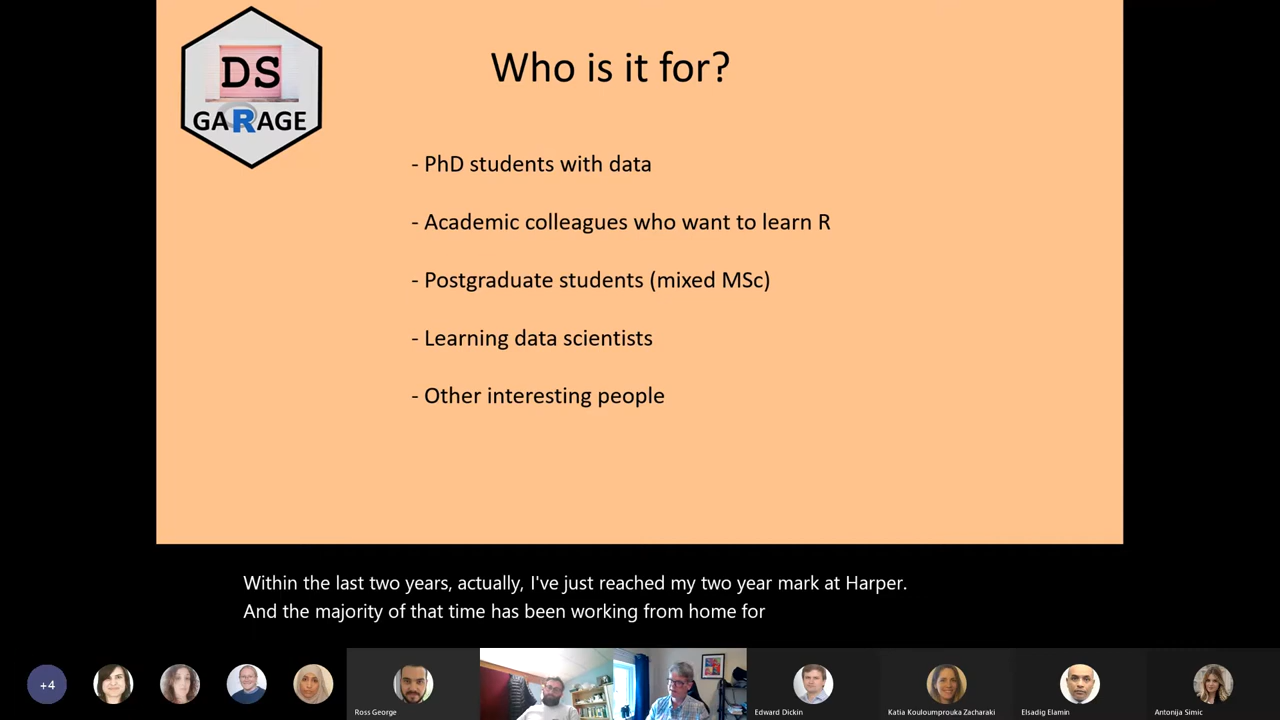 DS
GARAGE
Who is it for?
- PhD students with data
- Academic colleagues who want to learn R
- Postgraduate students (mixed MSc)
- Learning data scientists
- Other interesting people
Within the last two years, actually, I've just reached my two year mark at Harper.
And the majority of that time has been working from home for
+4
Ross George
Edward Dickin
Katia Kouloumprouka Zacharaki
Elsadig Elamin
Antonija Simic